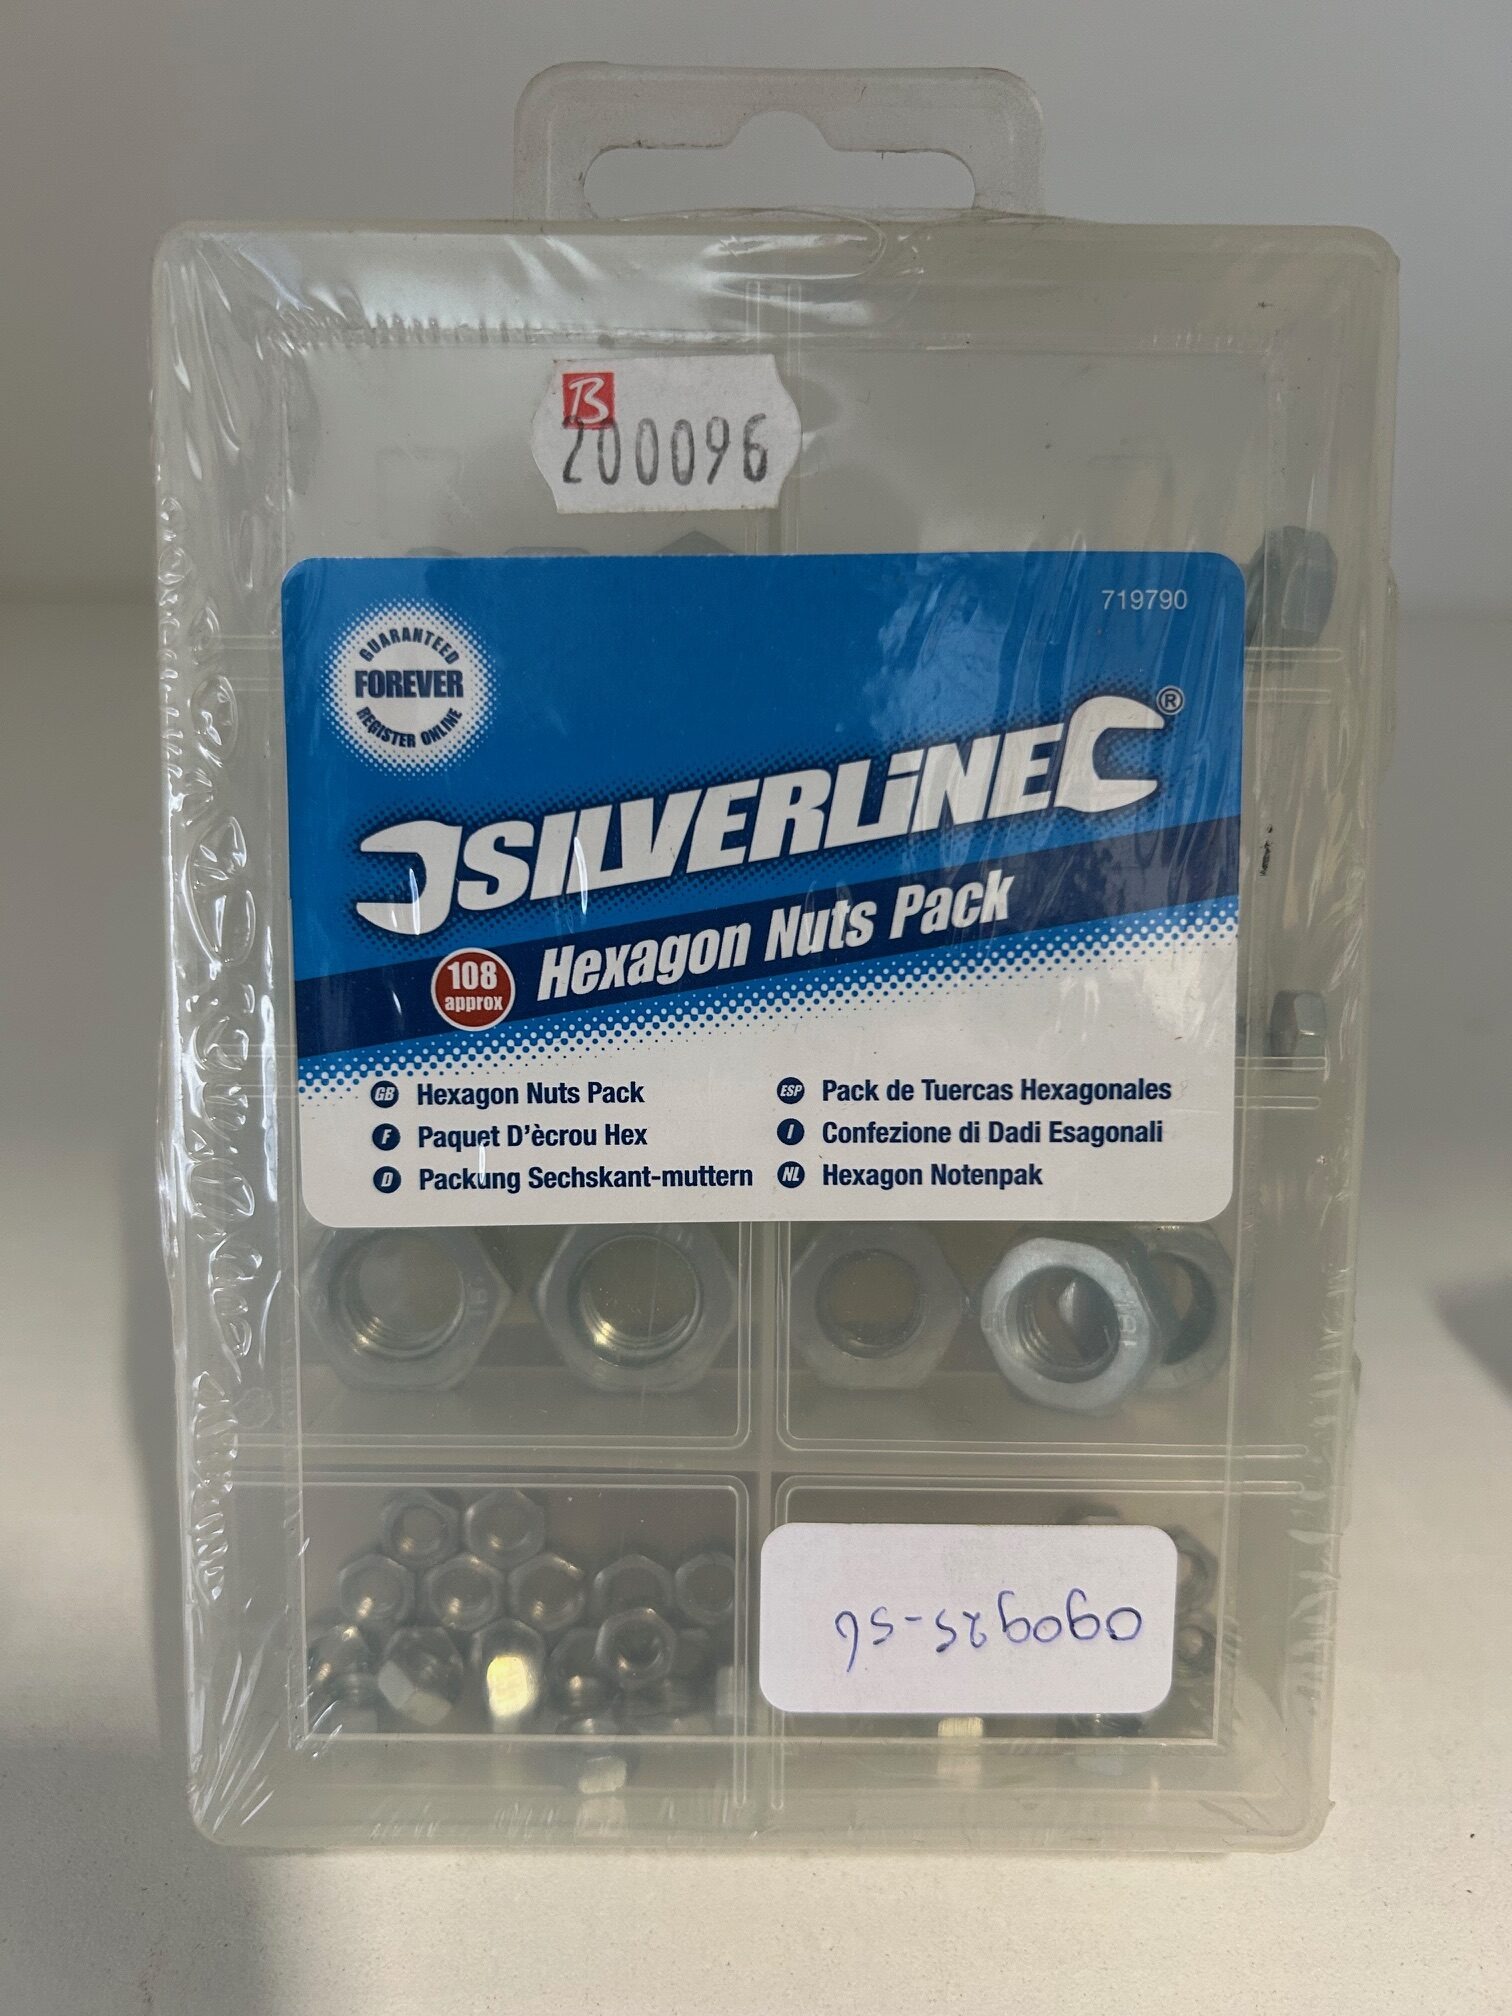 B
200096
719790
GUARANTEED
FOREVER
REGISTER ONLINE
SILVERLINE®
108
approx
Hexagon Nuts Pack
GB Hexagon Nuts Pack
F Paquet D'ècrou Hex
D Packung Sechskant-muttern
ESP Pack de Tuercas Hexagonales
I Confezione di Dadi Esagonali
NL Hexagon Notenpak
090925-56